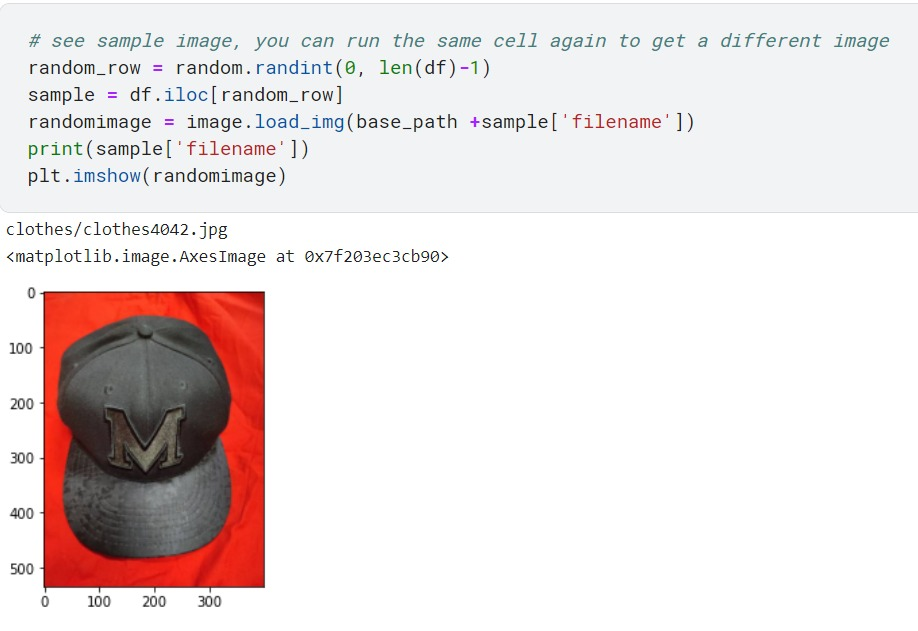 # see sample image, you can run the same cell again to get a different image
random_row = random.randint(0, len(df)-1)
sample = df.iloc[random_row]
randomimage = image.load_img(base_path +sample['filename'])
print(sample['filename'])
plt.imshow(randomimage)
clothes/clothes4042.jpg
<matplotlib.image.AxesImage at 0x7f203ec3cb90>
0
100
200
300
400
500
M
0 100 200 300